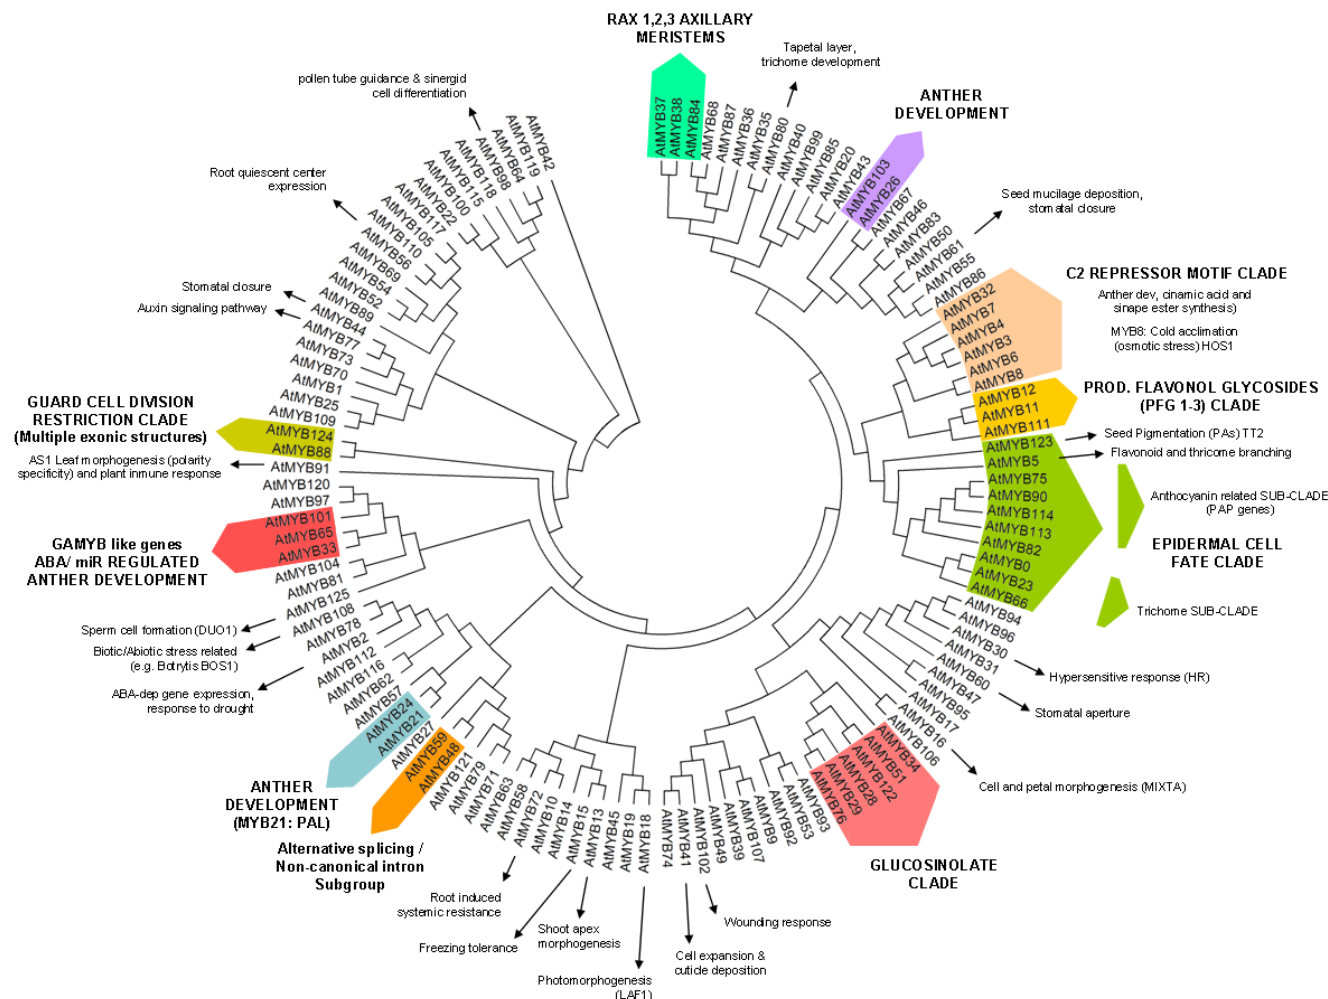 RAX 1,2,3 AXILLARY
MERISTEMS
Tapetal layer,
trichome development
ANTHER
DEVELOPMENT
Seed mucilage deposition,
stomatal closure
C2 REPRESSOR MOTIF CLADE
Anther dev, cinamic acid and
sinape ester synthesis)
MYB8: Cold acclimation
(osmotic stress) HOS1
PROD. FLAVONOL GLYCOSIDES
(PFG 1-3) CLADE
Seed Pigmentation (PAs) TT2
Flavonoid and thricome branching
Anthocyanin related SUB-CLADE
(PAP genes)
EPIDERMAL CELL
FATE CLADE
Trichome SUB-CLADE
Hypersensitive response (HR)
Stomatal aperture
Cell and petal morphogenesis (MIXTA)
GLUCOSINOLATE
CLADE
Wounding response
Cell expansion &
cuticle deposition
Photomorphogenesis
(LAF1)
Shoot apex
morphogenesis
Freezing tolerance
Root induced
systemic resistance
Alternative splicing /
Non-canonical intron
Subgroup
ANTHER
DEVELOPMENT
(MYB21: PAL)
ABA-dep gene expression,
response to drought
Biotic/Abiotic stress related
(e.g. Botrytis BOS1)
Sperm cell formation (DUO1)
GAMYB like genes
ABA/ miR REGULATED
ANTHER DEVELOPMENT
AS1 Leaf morphogenesis (polarity
specificity) and plant inmune response
GUARD CELL DIVISION
RESTRICTION CLADE
(Multiple exonic structures)
Auxin signaling pathway
Stomatal closure
Root quiescent center
expression
pollen tube guidance & sinergid
cell differentiation
AtMYB37
AtMYB38
AtMYB84
AtMYB68
AtMYB87
AtMYB36
AtMYB35
AtMYB80
AtMYB40
AtMYB99
AtMYB85
AtMYB20
AtMYB43
AtMYB103
AtMYB26
AtMYB67
AtMYB46
AtMYB83
AtMYB50
AtMYB61
AtMYB55
AtMYB86
AtMYB32
AtMYB7
AtMYB4
AtMYB3
AtMYB6
AtMYB8
AtMYB12
AtMYB11
AtMYB111
AtMYB123
AtMYB5
AtMYB75
AtMYB90
AtMYB114
AtMYB113
AtMYB82
AtMYB0
AtMYB23
AtMYB66
AtMYB94
AtMYB96
AtMYB30
AtMYB31
AtMYB60
AtMYB47
AtMYB95
AtMYB17
AtMYB16
AtMYB106
AtMYB34
AtMYB51
AtMYB122
AtMYB28
AtMYB29
AtMYB76
AtMYB93
AtMYB53
AtMYB92
AtMYB9
AtMYB107
AtMYB39
AtMYB49
AtMYB102
AtMYB41
AtMYB74
AtMYB18
AtMYB19
AtMYB45
AtMYB13
AtMYB15
AtMYB14
AtMYB10
AtMYB72
AtMYB58
AtMYB63
AtMYB71
AtMYB79
AtMYB121
AtMYB48
AtMYB59
AtMYB27
AtMYB21
AtMYB24
AtMYB57
AtMYB62
AtMYB116
AtMYB112
AtMYB2
AtMYB78
AtMYB108
AtMYB125
AtMYB81
AtMYB104
AtMYB33
AtMYB65
AtMYB101
AtMYB97
AtMYB120
AtMYB91
AtMYB88
AtMYB124
AtMYB109
AtMYB25
AtMYB1
AtMYB70
AtMYB73
AtMYB77
AtMYB44
AtMYB89
AtMYB52
AtMYB54
AtMYB69
AtMYB56
AtMYB110
AtMYB105
AtMYB117
AtMYB22
AtMYB100
AtMYB115
AtMYB118
AtMYB98
AtMYB64
AtMYB119
AtMYB42